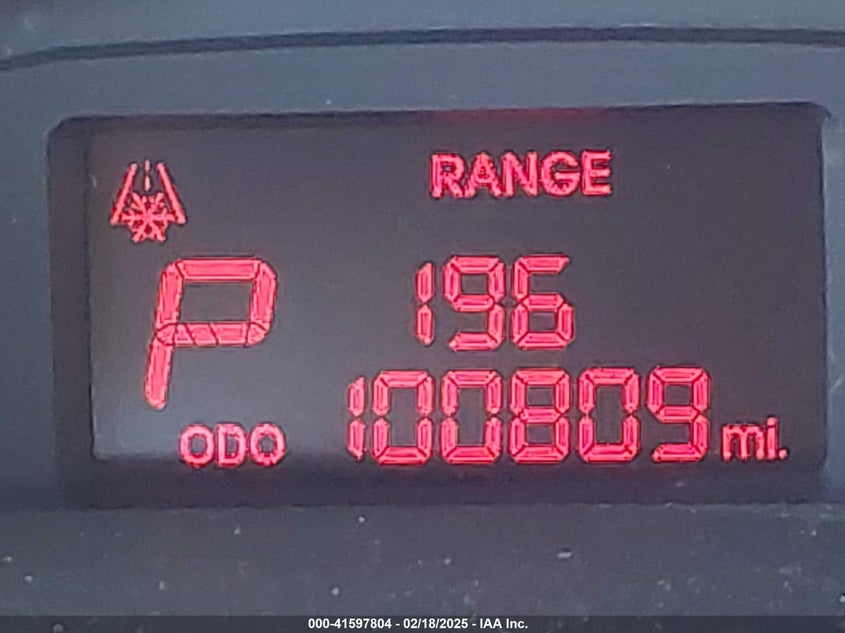 RANGE
P 196
ODO 100809 mi.
000-41597804 - 02/18/2025 - IAA Inc.